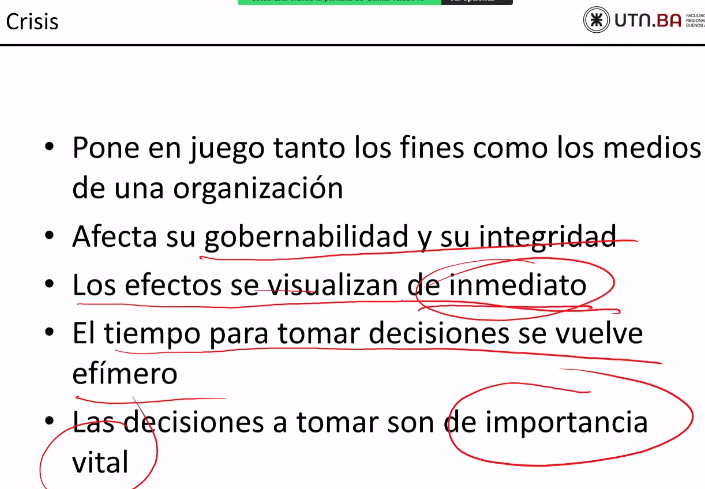 Crisis
UTN.BA
• Pone en juego tanto los fines como los medios
de una organización
• Afecta su gobernabilidad y su integridad
• Los efectos se visualizan de inmediato
• El tiempo para tomar decisiones se vuelve
efímero
• Las decisiones a tomar son de importancia
vital